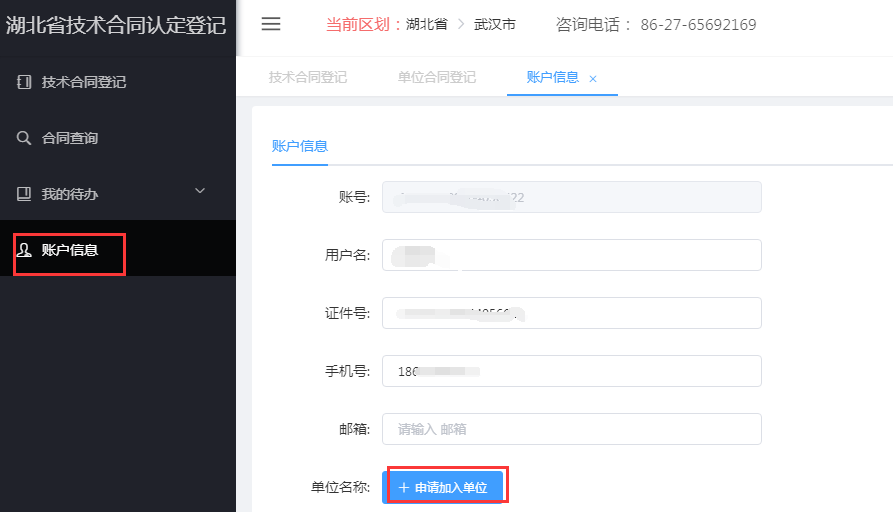 湖北省技术合同认定登记
当前区划：湖北省 > 武汉市 咨询电话： 86-27-65692169
技术合同登记
合同查询
我的待办
账户信息
技术合同登记 单位合同登记 账户信息 ×
账户信息
账号:
用户名:
证件号:
手机号: 186
邮箱: 请输入 邮箱
单位名称: + 申请加入单位